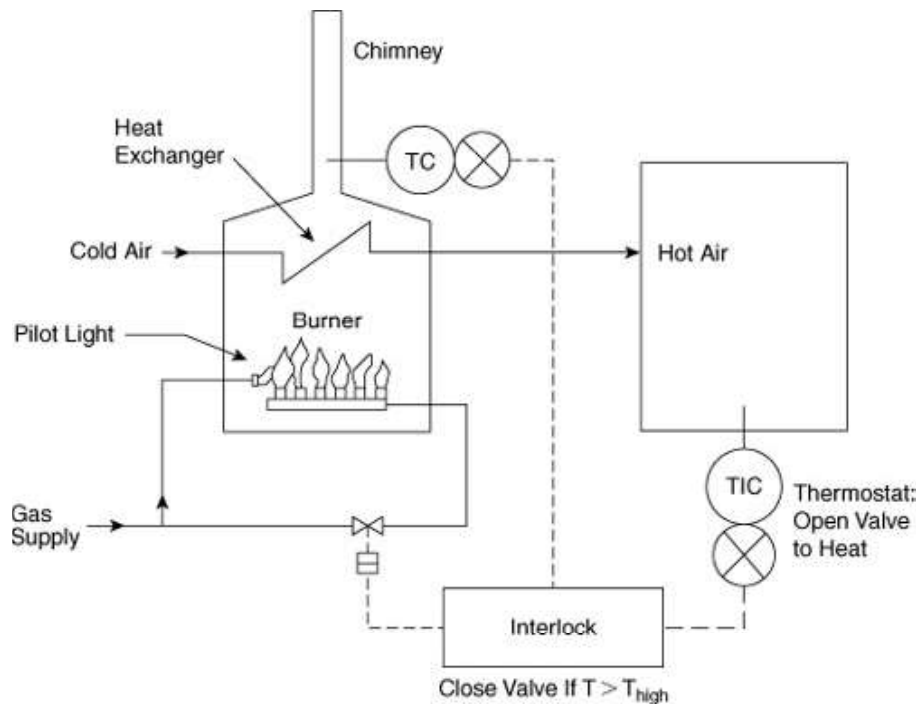 Chimney
Heat
Exchanger
TC
Cold Air
Hot Air
Burner
Pilot Light
TIC
Thermostat:
Open Valve
to Heat
Gas
Supply
Interlock
Close Valve If T > Thigh